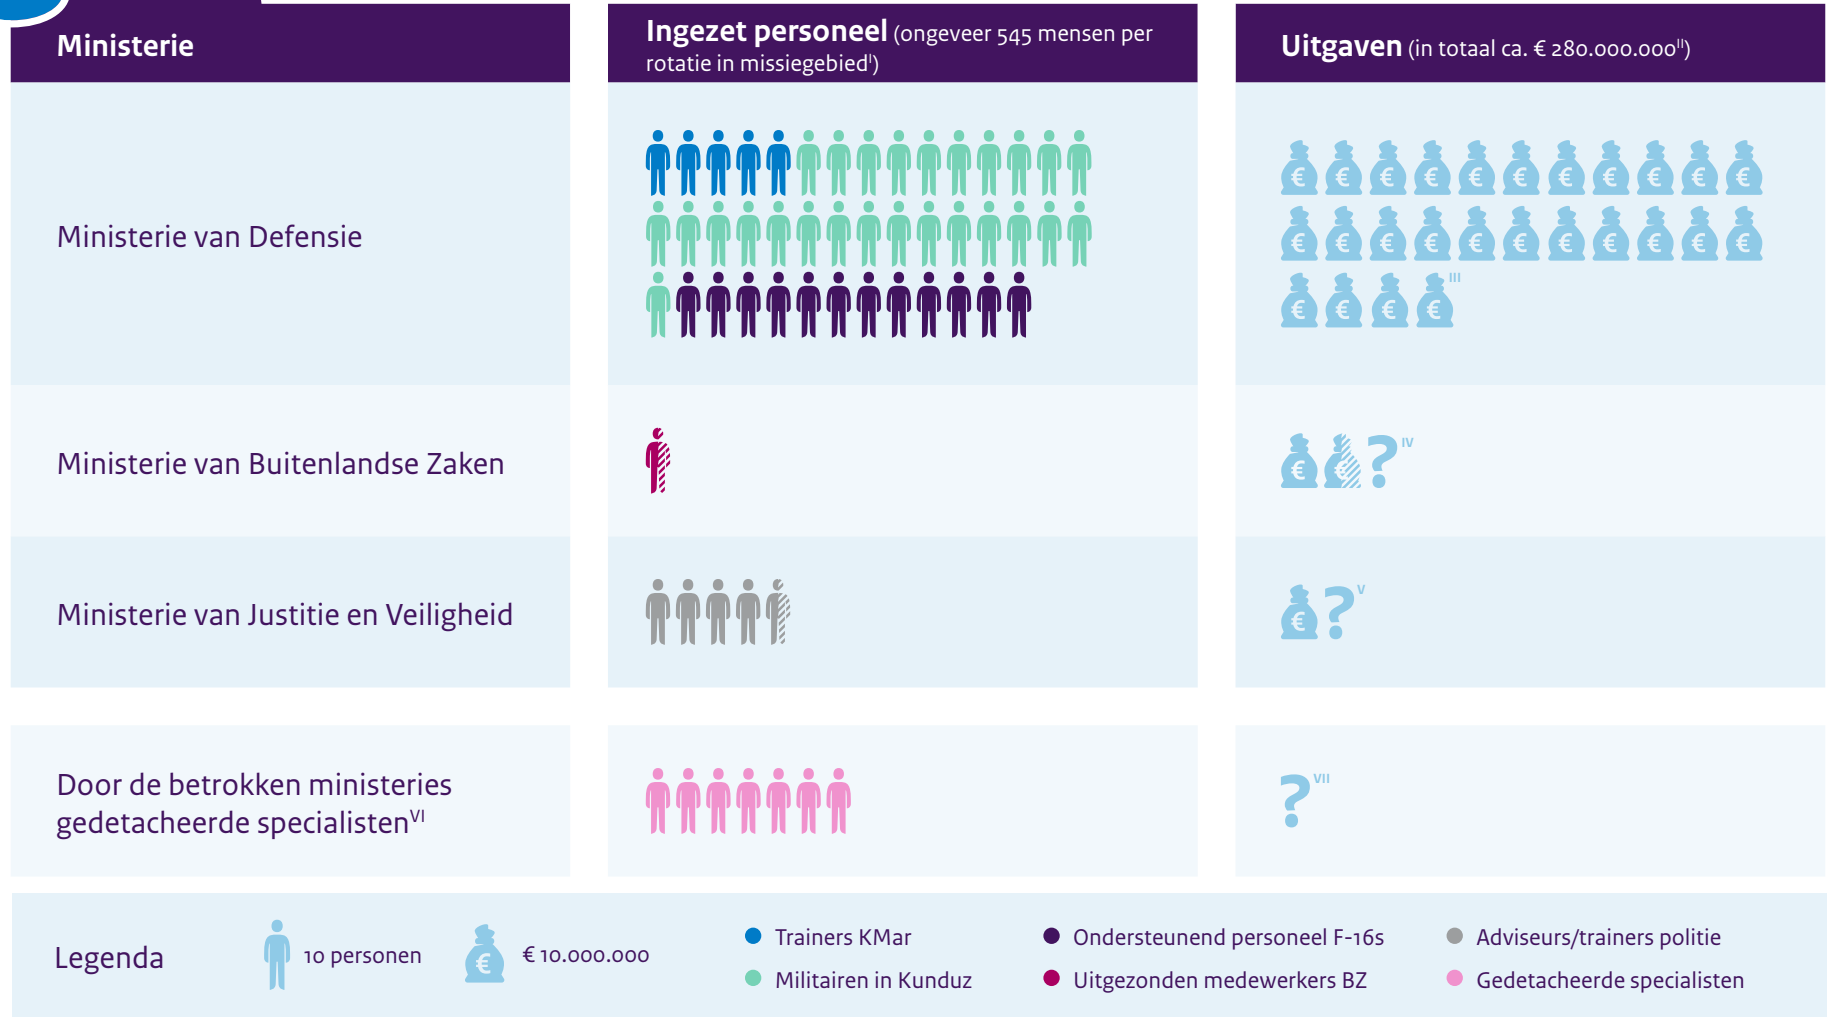 Ministerie
Ingezet personeel (ongeveer 545 mensen per
rotatie in missiegebiedI)
Uitgaven (in totaal ca. € 280.000.000II)
Ministerie van Defensie
€ € € € € € € € € € €
€ € € € € € € € € € €
€ € € € III
Ministerie van Buitenlandse Zaken
€ € ? IV
Ministerie van Justitie en Veiligheid
€ ? V
Door de betrokken ministeries
gedetacheerde specialistenVI
? VII
Legenda
10 personen
€
€ 10.000.000
Trainers KMar
Militairen in Kunduz
Ondersteunend personeel F-16s
Uitgezonden medewerkers BZ
Adviseurs/trainers politie
Gedetacheerde specialisten